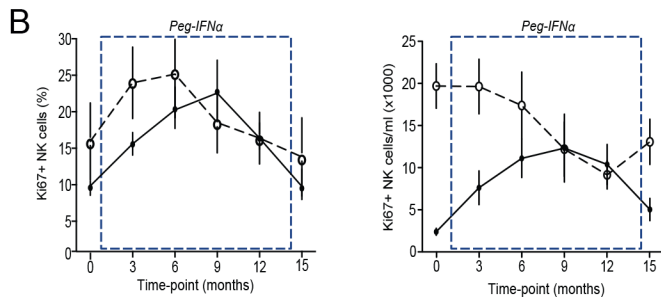 B
Peg-IFNα
Ki67+ NK cells (%)
30
25
20
15
10
5
0
0 3 6 9 12 15
Time-point (months)
Peg-IFNα
Ki67+ NK cells/ml (x1000)
25
20
15
10
5
0
0 3 6 9 12 15
Time-point (months)